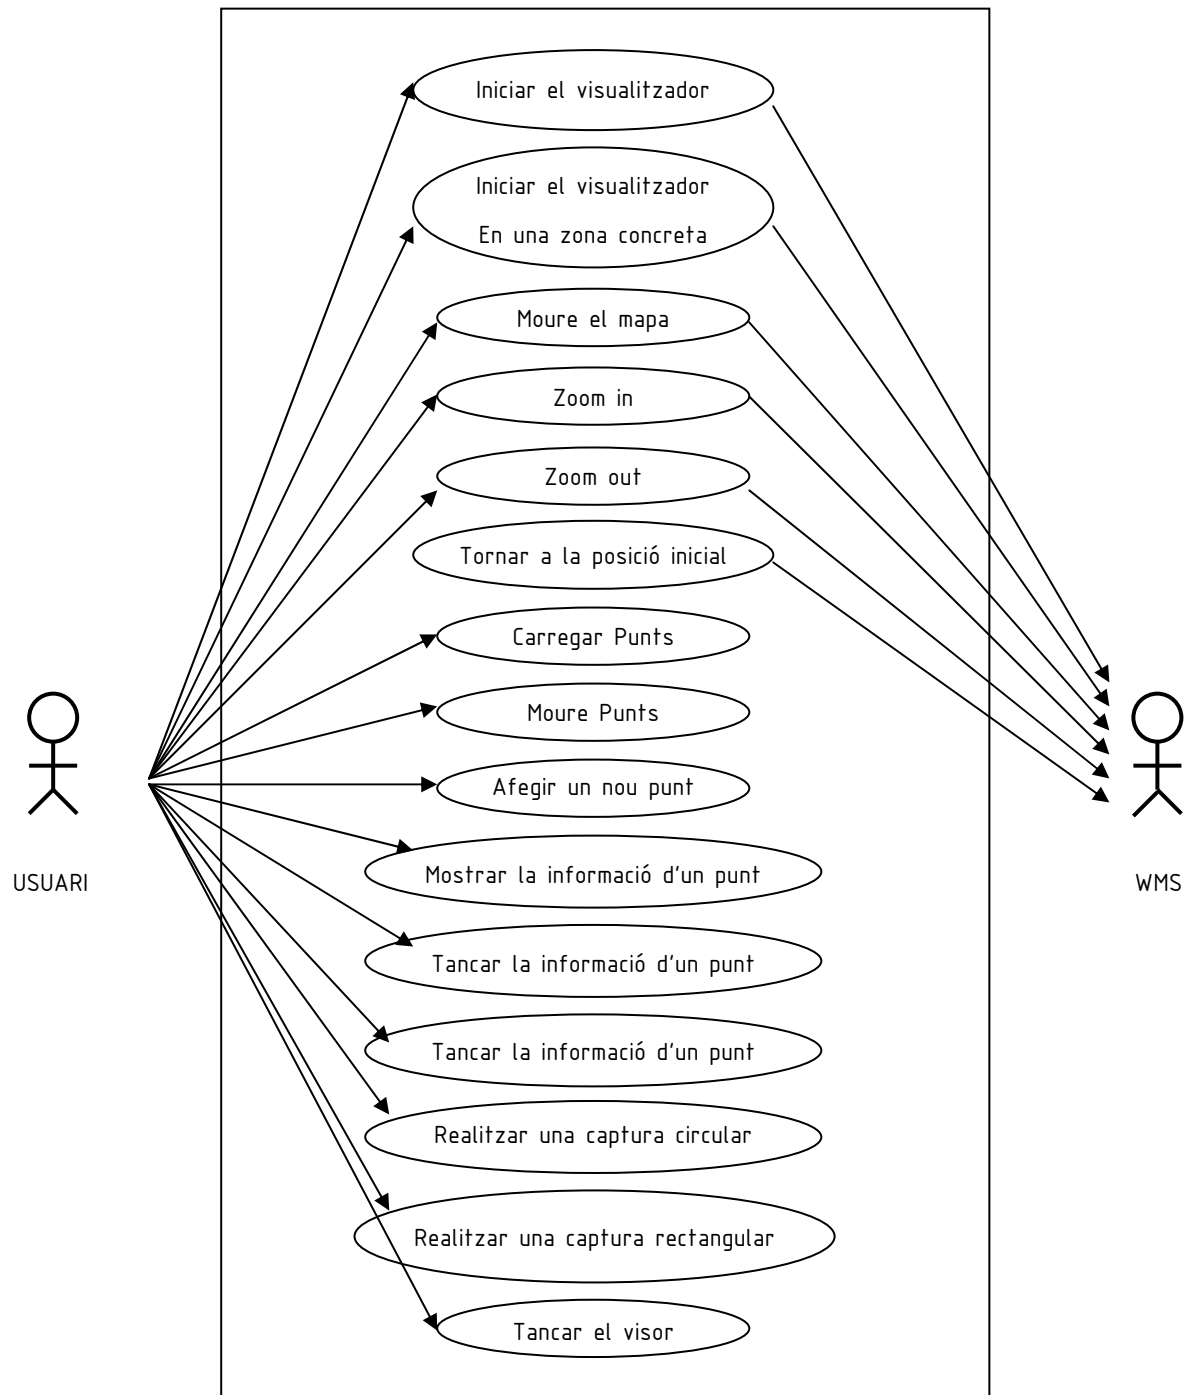 Iniciar el visualitzador
Iniciar el visualitzador
En una zona concreta
Moure el mapa
Zoom in
Zoom out
Tornar a la posició inicial
Carregar Punts
Moure Punts
Afegir un nou punt
Mostrar la informació d'un punt
USUARI
WMS
Tancar la informació d'un punt
Tancar la informació d'un punt
Realitzar una captura circular
Realitzar una captura rectangular
Tancar el visor